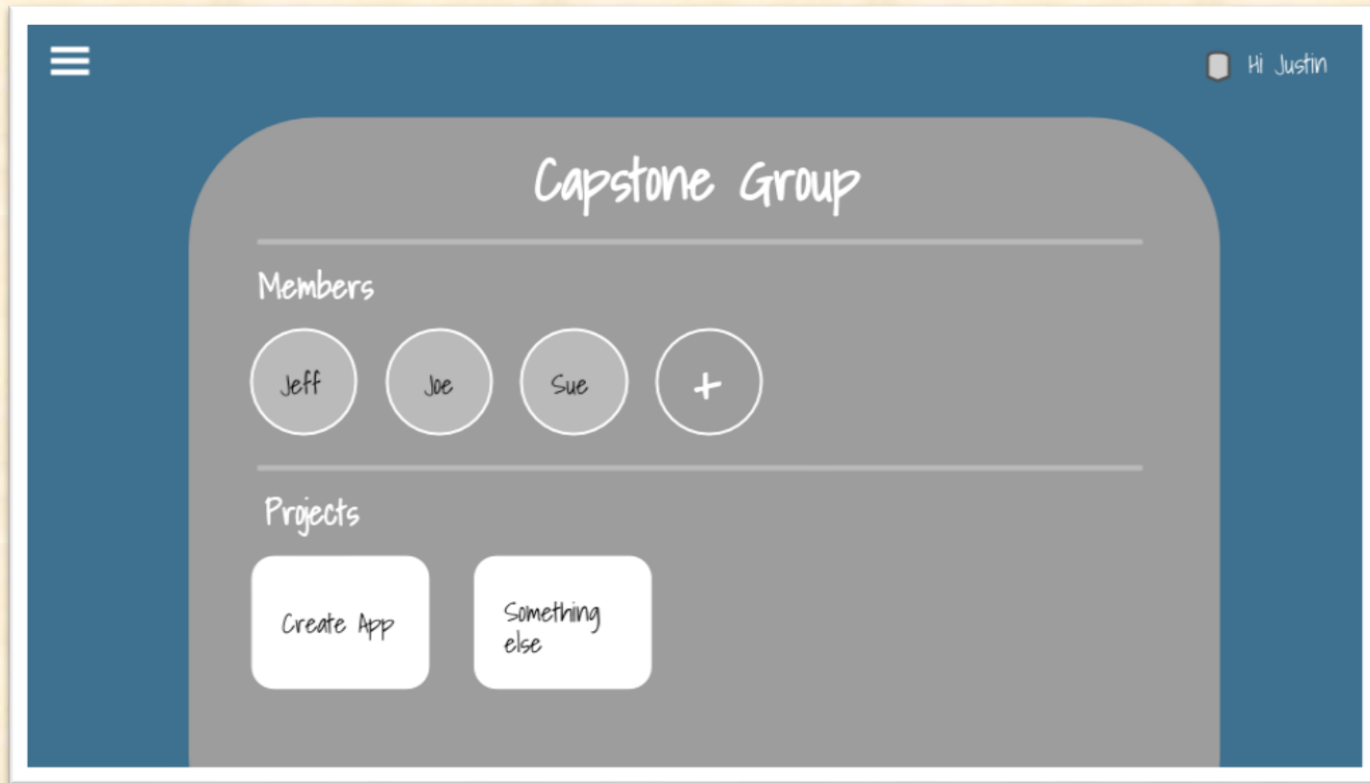 Hi Justin
Capstone Group
Members
Jeff Joe Sue +
Projects
Create App
Something
else